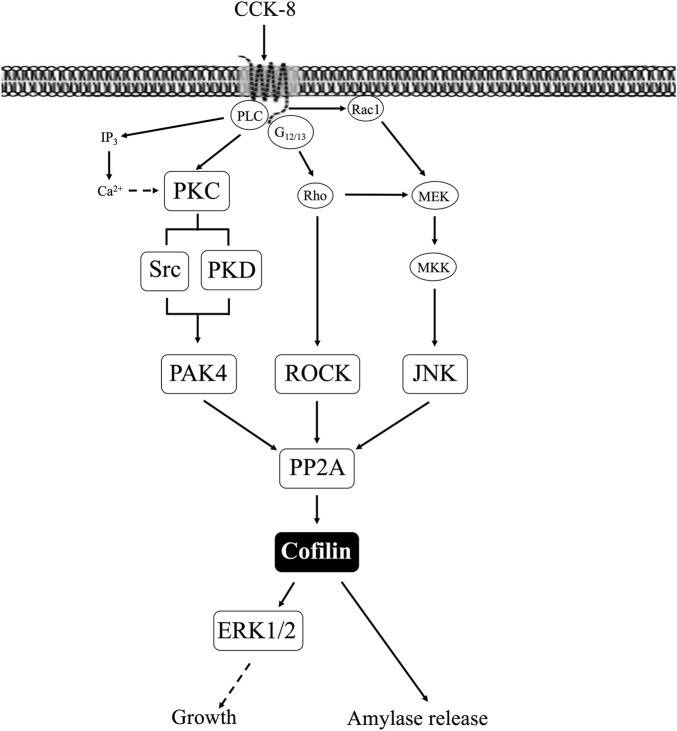 CCK-8
PLC
Rac1
G12/13
IP3
Ca2+
PKC
Rho
MEK
Src
PKD
MKK
PAK4
ROCK
JNK
PP2A
Cofilin
ERK1/2
Growth
Amylase release